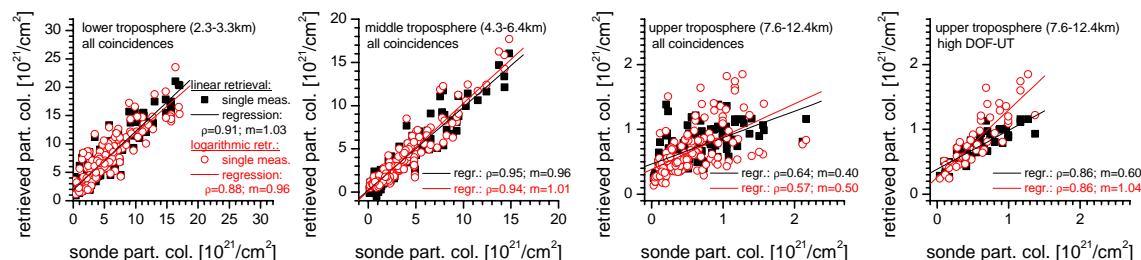 lower troposphere (2.3-3.3km)
all coincidences
linear retrieval:
single meas.
regression:
ρ=0.91; m=1.03
logarithmic retr.:
single meas.
regression:
ρ=0.88; m=0.96
retrieved part. col. [10²¹/cm²]
30
25
20
15
10
5
0
0 5 10 15 20 25 30
sonde part. col. [10²¹/cm²]
middle troposphere (4.3-6.4km)
all coincidences
regr.: ρ=0.95; m=0.96
regr.: ρ=0.94; m=1.01
retrieved part. col. [10²¹/cm²]
20
15
10
5
0
0 5 10 15 20
sonde part. col. [10²¹/cm²]
upper troposphere (7.6-12.4km)
all coincidences
regr.: ρ=0.64; m=0.40
regr.: ρ=0.57; m=0.50
retrieved part. col. [10²¹/cm²]
2
1
0
0 1 2
sonde part. col. [10²¹/cm²]
upper troposphere (7.6-12.4km)
high DOF-UT
regr.: ρ=0.86; m=0.60
regr.: ρ=0.86; m=1.04
retrieved part. col. [10²¹/cm²]
2
1
0
0 1 2
sonde part. col. [10²¹/cm²]